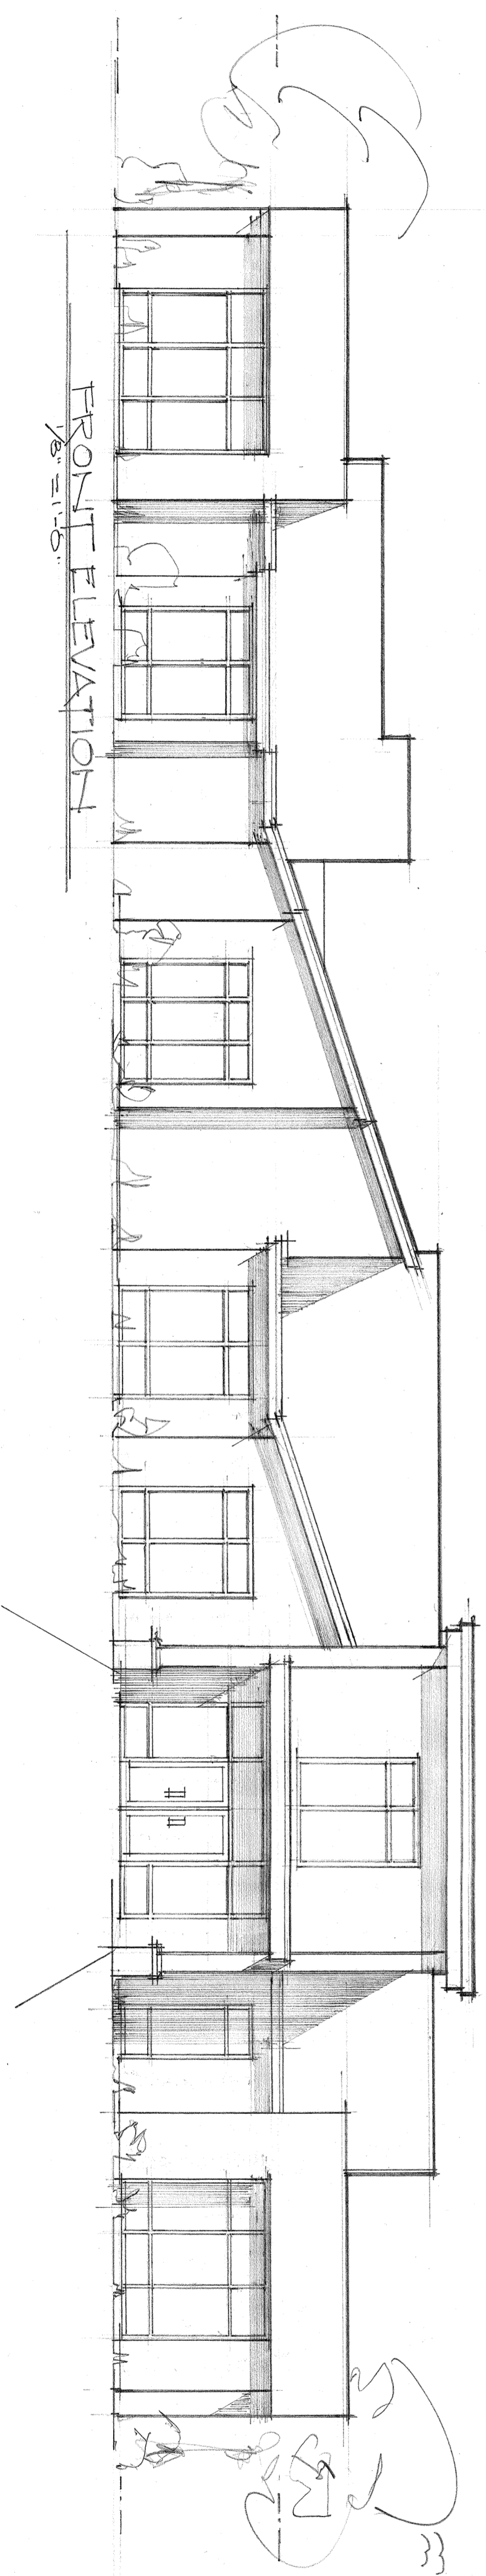 FRONT ELEVATION
1/8" = 1'-0"